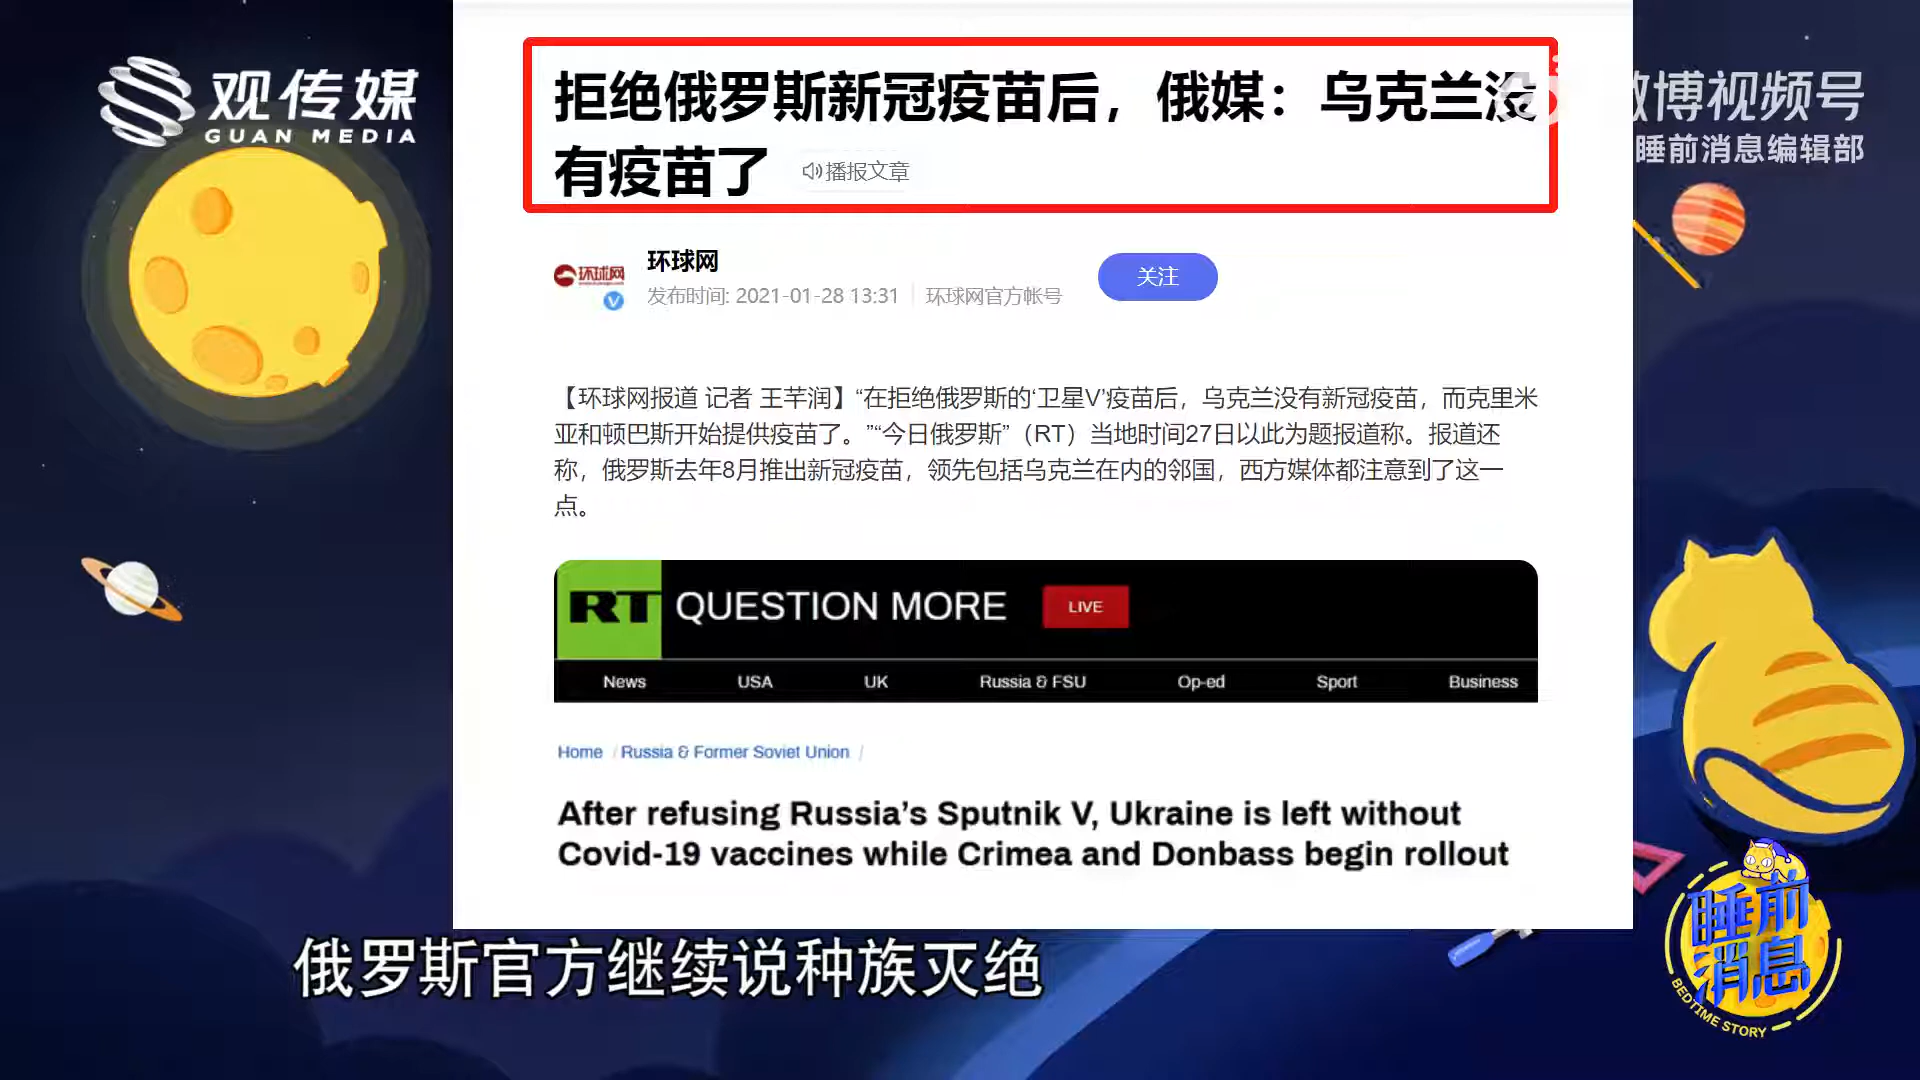 观传媒
GUAN MEDIA
微博视频号
睡前消息编辑部
拒绝俄罗斯新冠疫苗后，俄媒：乌克兰没
有疫苗了
播报文章
环球网
环球网
发布时间: 2021-01-28 13:31
环球网官方帐号
关注
【环球网报道 记者 王芊润】“在拒绝俄罗斯的‘卫星V’疫苗后，乌克兰没有新冠疫苗，而克里米
亚和顿巴斯开始提供疫苗了。”“今日俄罗斯”（RT）当地时间27日以此为题报道称。报道还
称，俄罗斯去年8月推出新冠疫苗，领先包括乌克兰在内的邻国，西方媒体都注意到了这一
点。
RT QUESTION MORE LIVE
News USA UK Russia & FSU Op-ed Sport Business
Home / Russia & Former Soviet Union /
After refusing Russia’s Sputnik V, Ukraine is left without
Covid-19 vaccines while Crimea and Donbass begin rollout
俄罗斯官方继续说种族灭绝
睡前
消息
BEDTIME STORY